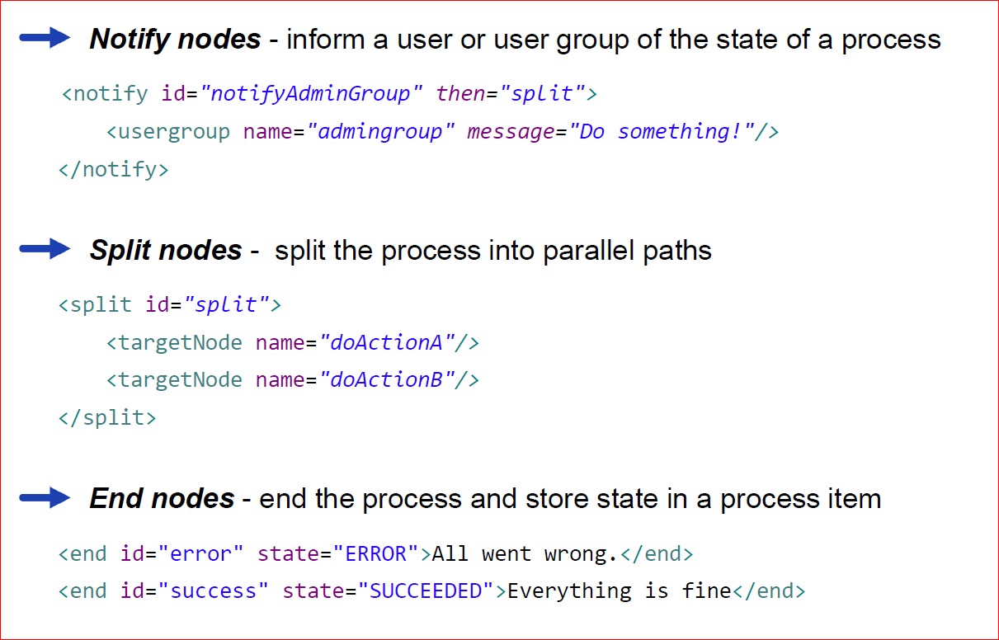 Notify nodes - inform a user or user group of the state of a process
<notify id="notifyAdminGroup" then="split">
<usergroup name="admingroup" message="Do something!"/>
</notify>
Split nodes - split the process into parallel paths
<split id="split">
<targetNode name="doActionA"/>
<targetNode name="doActionB"/>
</split>
End nodes - end the process and store state in a process item
<end id="error" state="ERROR">All went wrong.</end>
<end id="success" state="SUCCEEDED">Everything is fine</end>